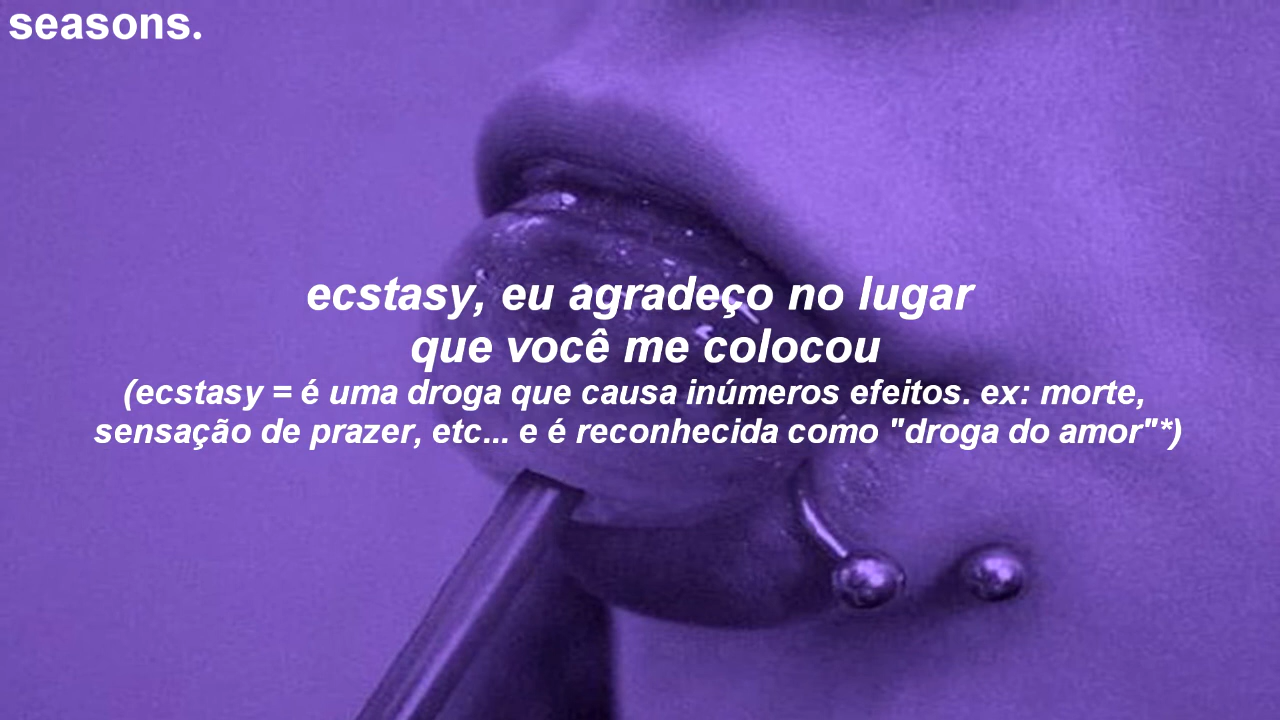 seasons.
ecstasy, eu agradeço no lugar
que você me colocou
(ecstasy = é uma droga que causa inúmeros efeitos. ex: morte,
sensação de prazer, etc... e é reconhecida como "droga do amor"*)